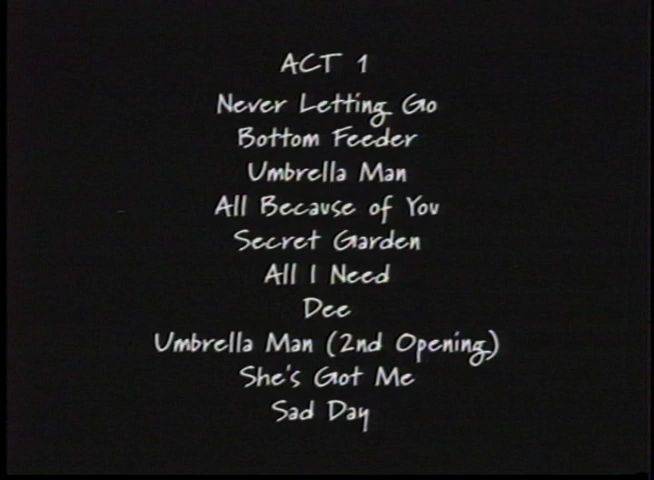 ACT 1
Never Letting Go
Bottom Feeder
Umbrella Man
All Because of You
Secret Garden
All I Need
Dee
Umbrella Man (2nd Opening)
She's Got Me
Sad Day